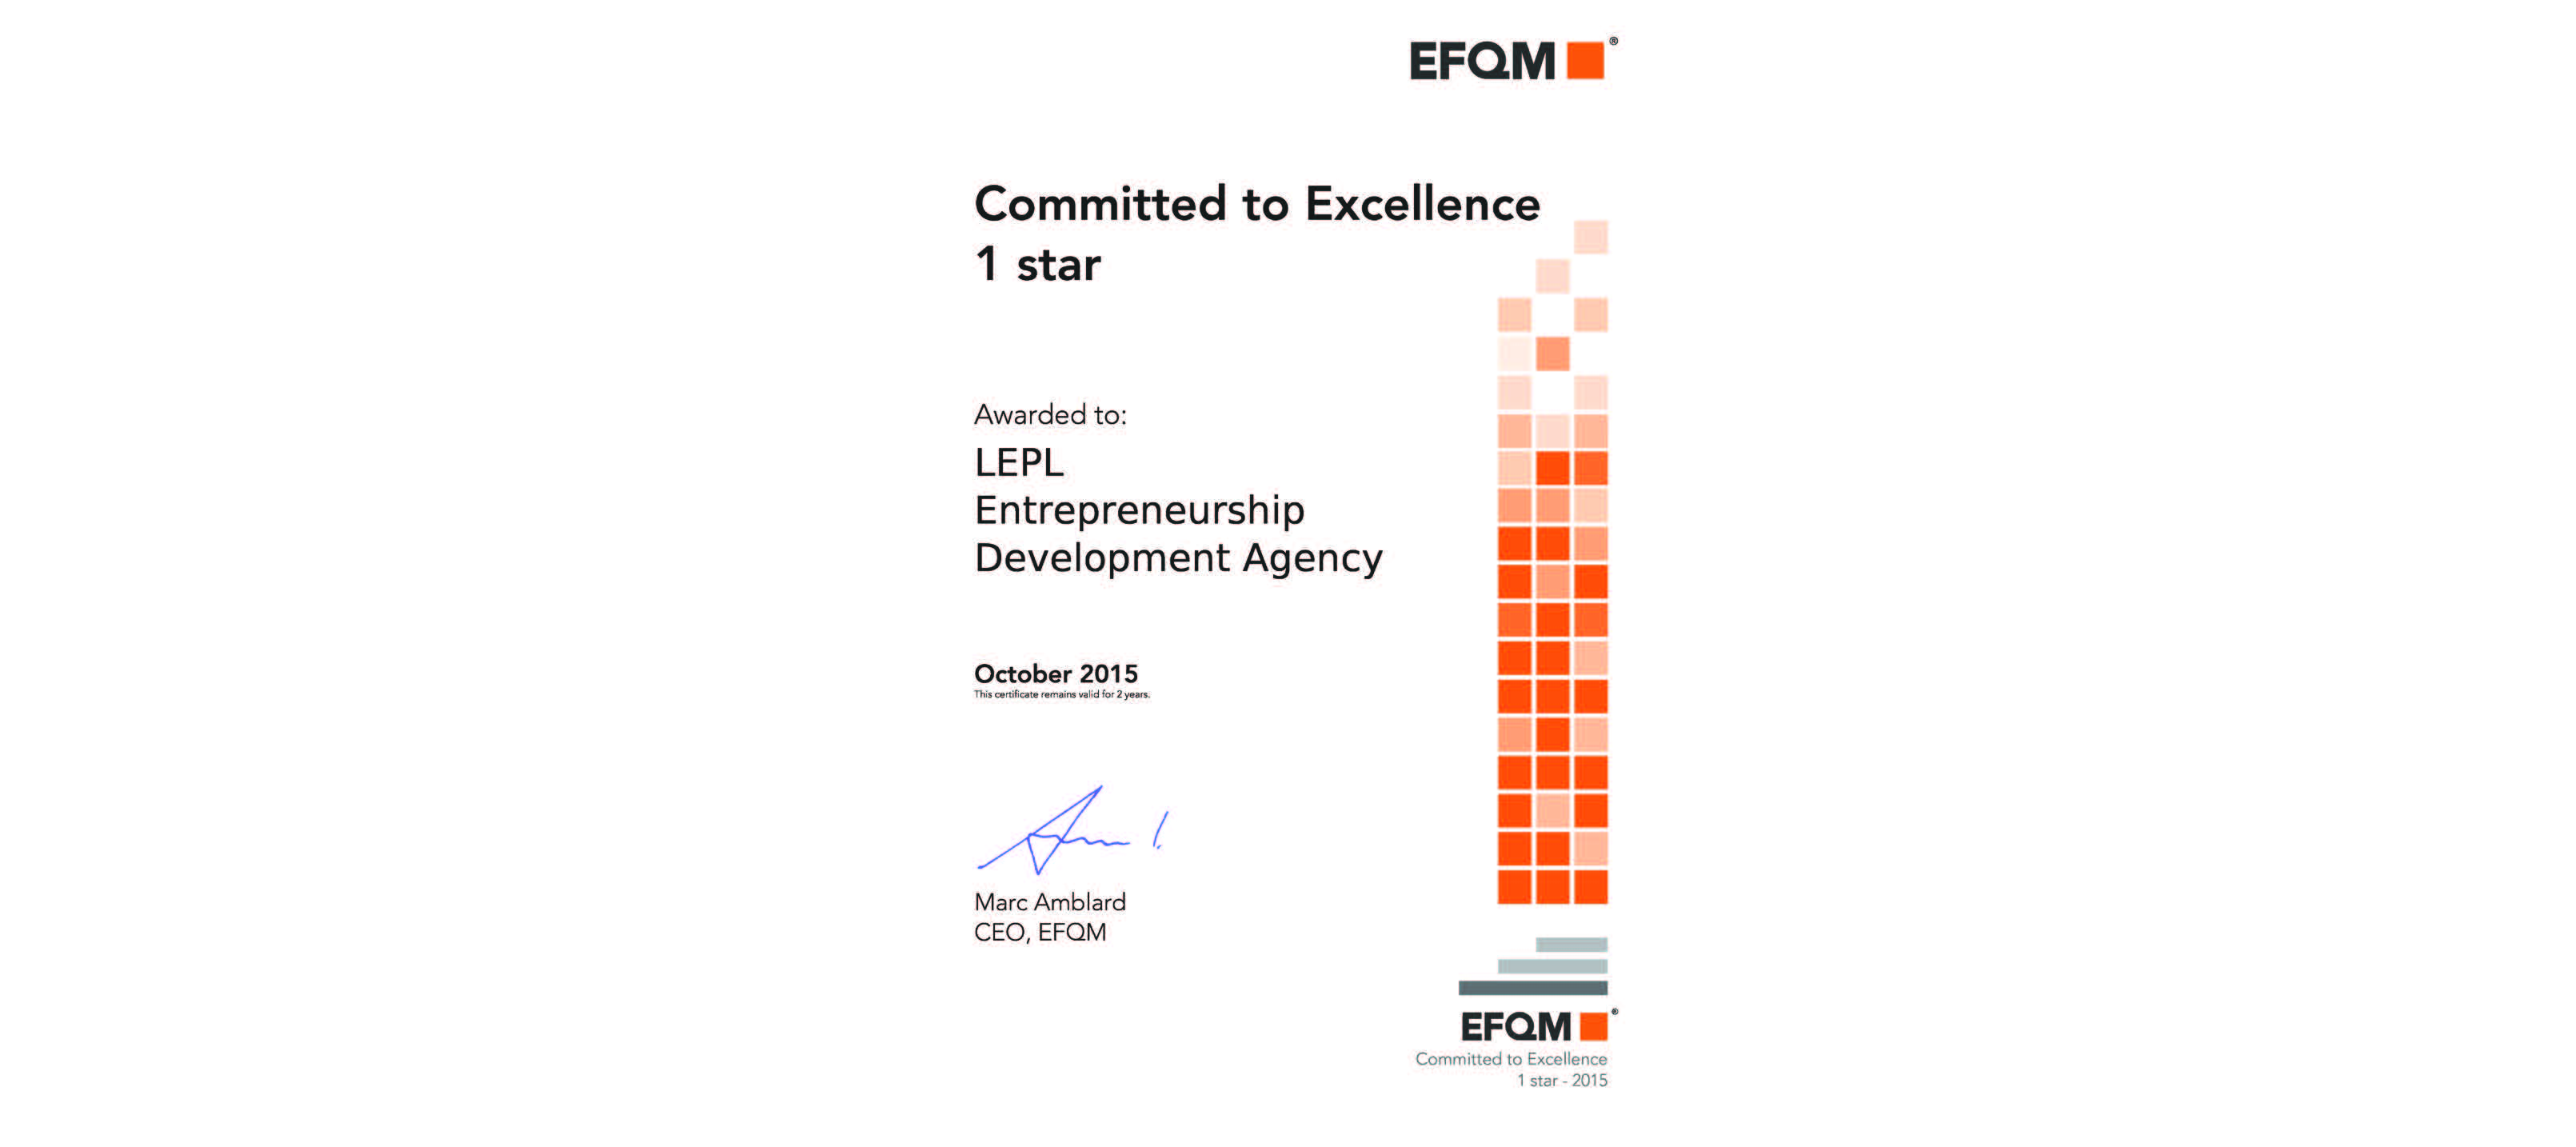 EFQM ®
Committed to Excellence
1 star
Awarded to:
LEPL
Entrepreneurship
Development Agency
October 2015
This certificate remains valid for 2 years.
Marc Amblard
CEO, EFQM
EFQM ®
Committed to Excellence
1 star - 2015